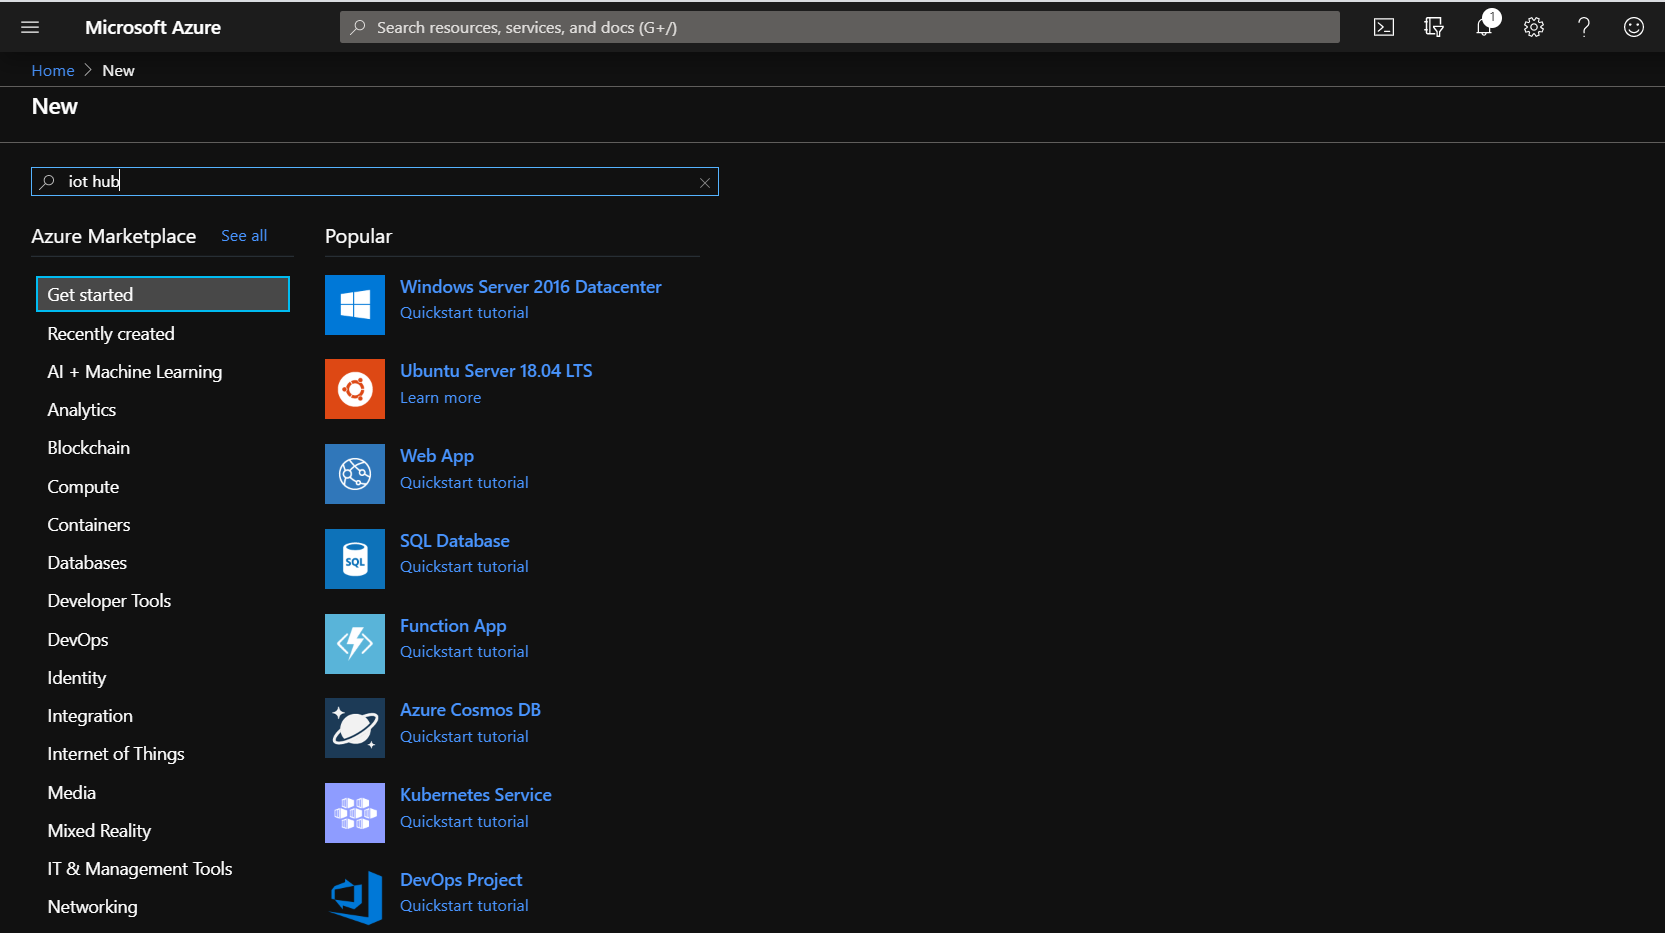 Microsoft Azure
Search resources, services, and docs (G+/)
1
Home > New
New
iot hub
Azure Marketplace See all
Get started
Recently created
AI + Machine Learning
Analytics
Blockchain
Compute
Containers
Databases
Developer Tools
DevOps
Identity
Integration
Internet of Things
Media
Mixed Reality
IT & Management Tools
Networking
Popular
Windows Server 2016 Datacenter
Quickstart tutorial
Ubuntu Server 18.04 LTS
Learn more
Web App
Quickstart tutorial
SQL
SQL Database
Quickstart tutorial
Function App
Quickstart tutorial
Azure Cosmos DB
Quickstart tutorial
Kubernetes Service
Quickstart tutorial
DevOps Project
Quickstart tutorial